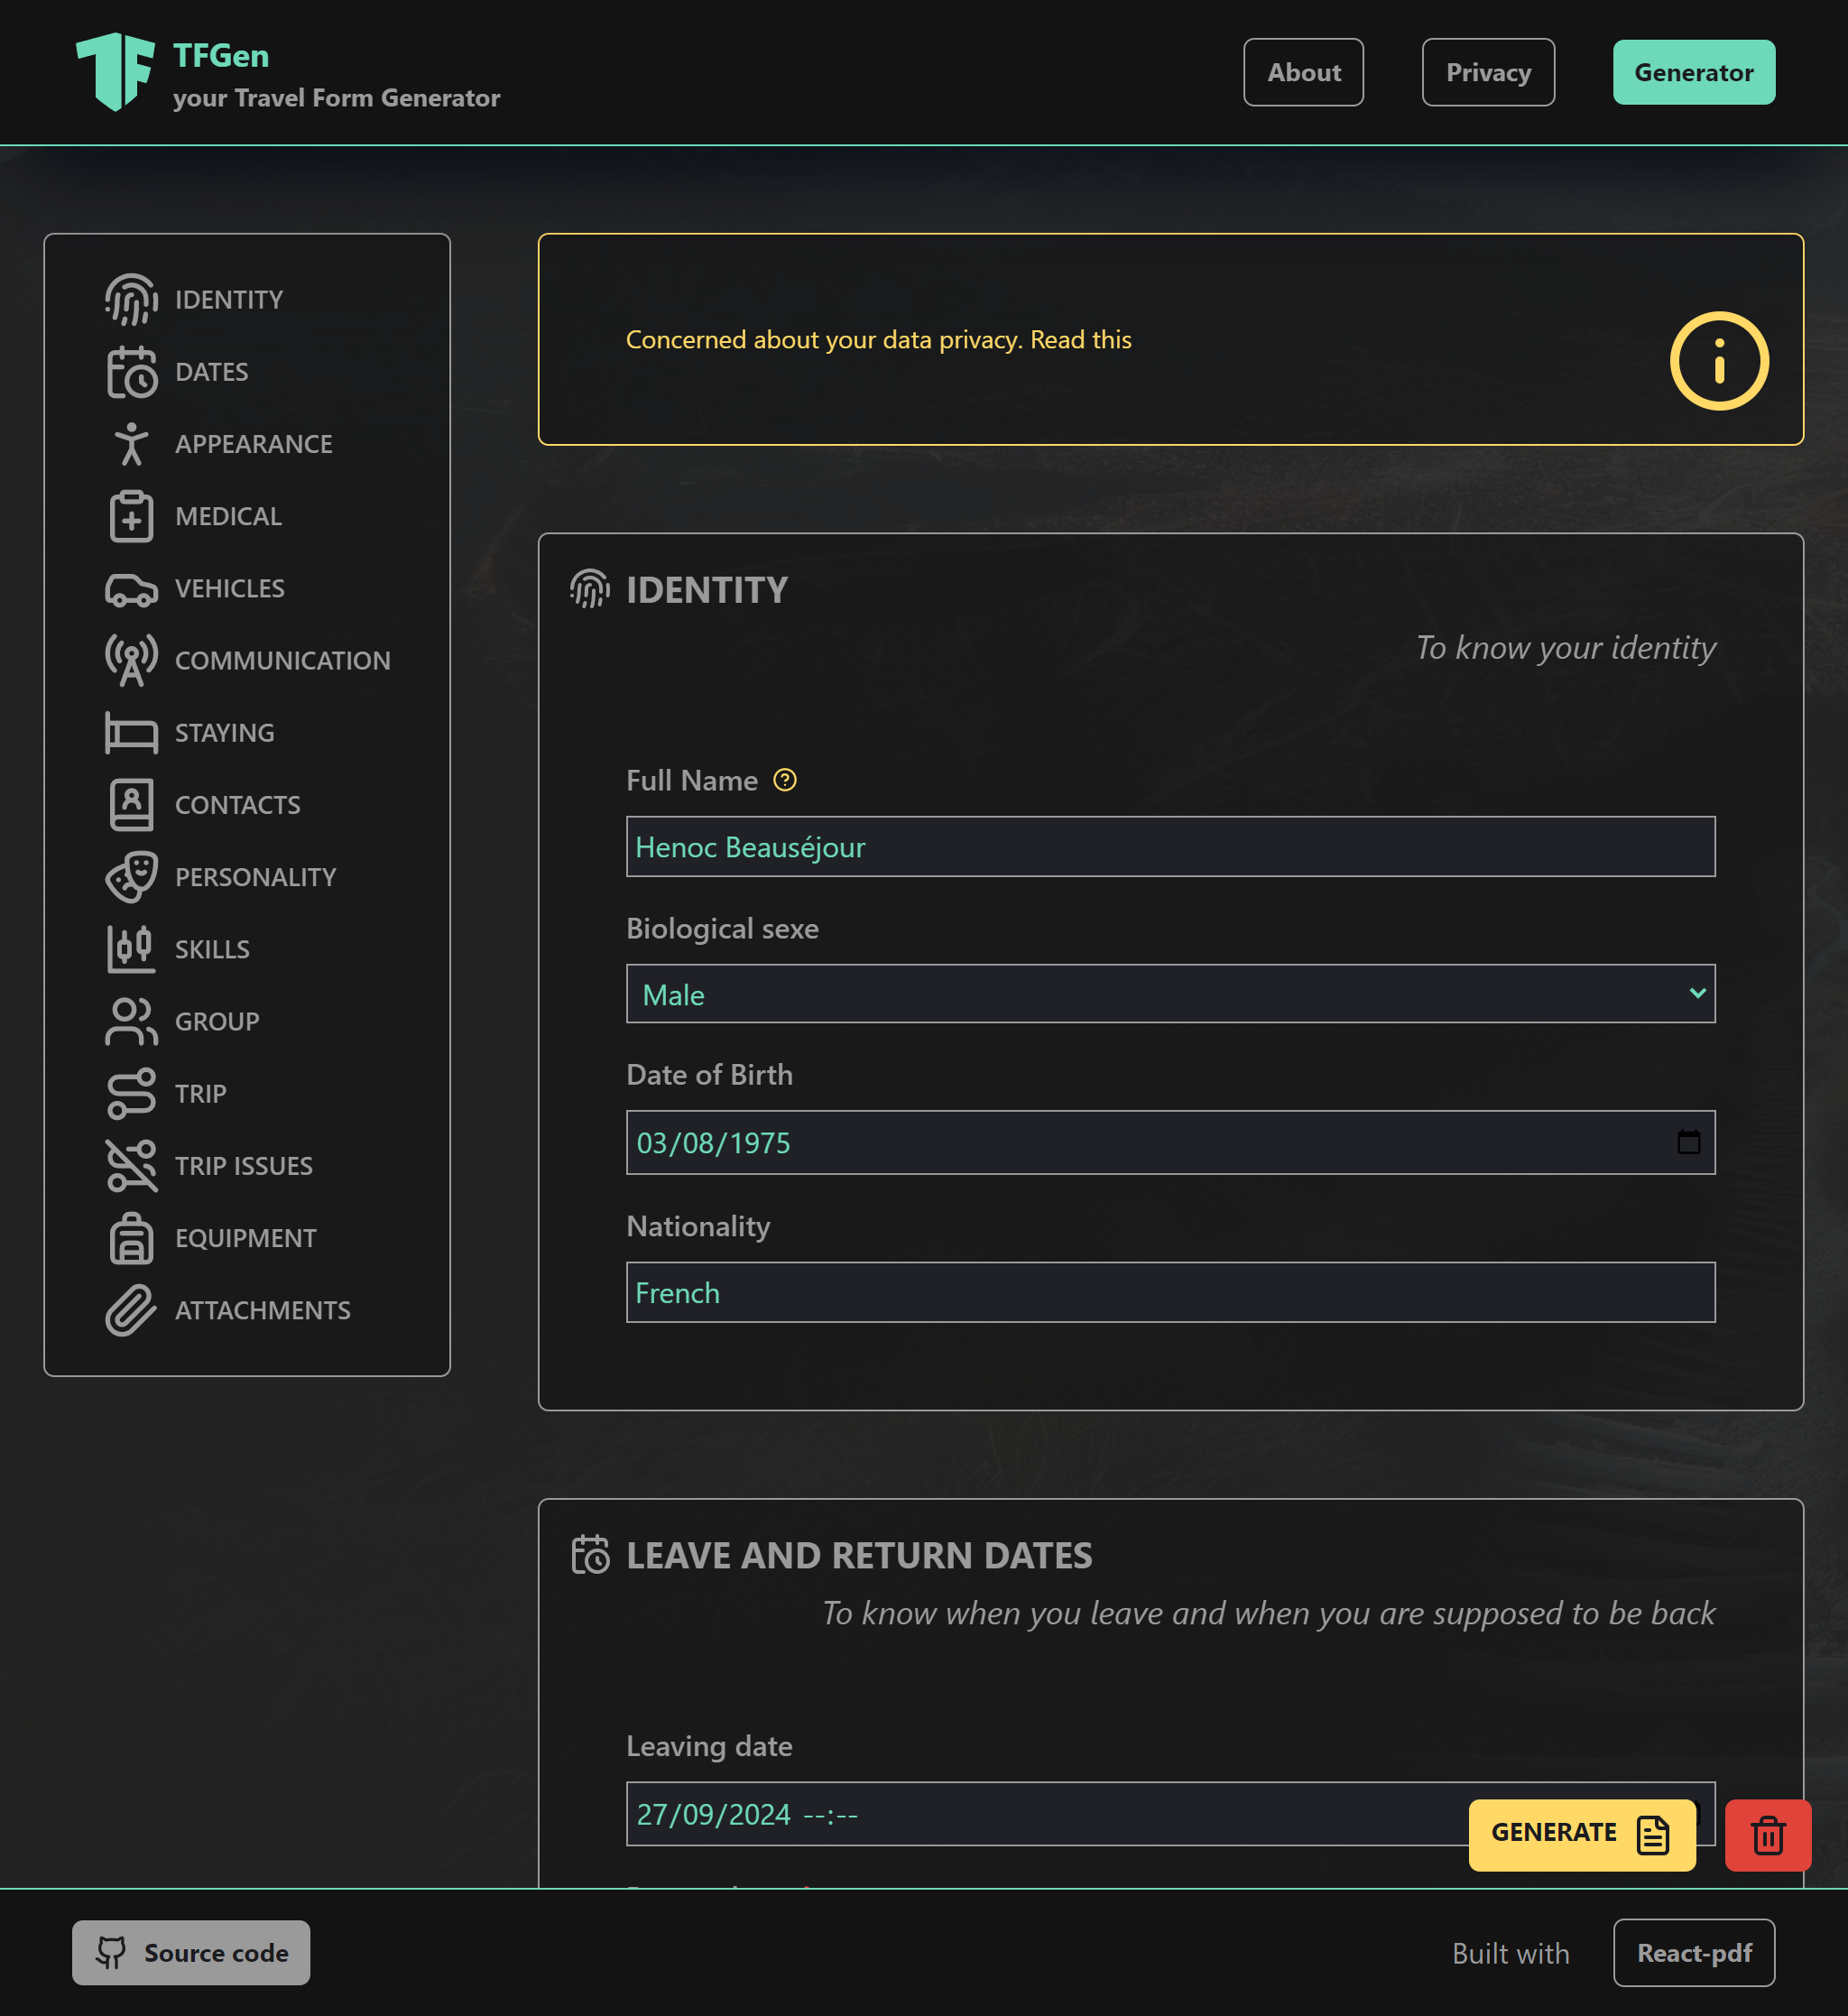 TFGen
your Travel Form Generator
About
Privacy
Generator
IDENTITY
DATES
APPEARANCE
MEDICAL
VEHICLES
COMMUNICATION
STAYING
CONTACTS
PERSONALITY
SKILLS
GROUP
TRIP
TRIP ISSUES
EQUIPMENT
ATTACHMENTS
Concerned about your data privacy. Read this
IDENTITY
To know your identity
Full Name
Henoc Beauséjour
Biological sexe
Male
Date of Birth
03/08/1975
Nationality
French
LEAVE AND RETURN DATES
To know when you leave and when you are supposed to be back
Leaving date
27/09/2024 --:--
GENERATE
Source code
Built with
React-pdf